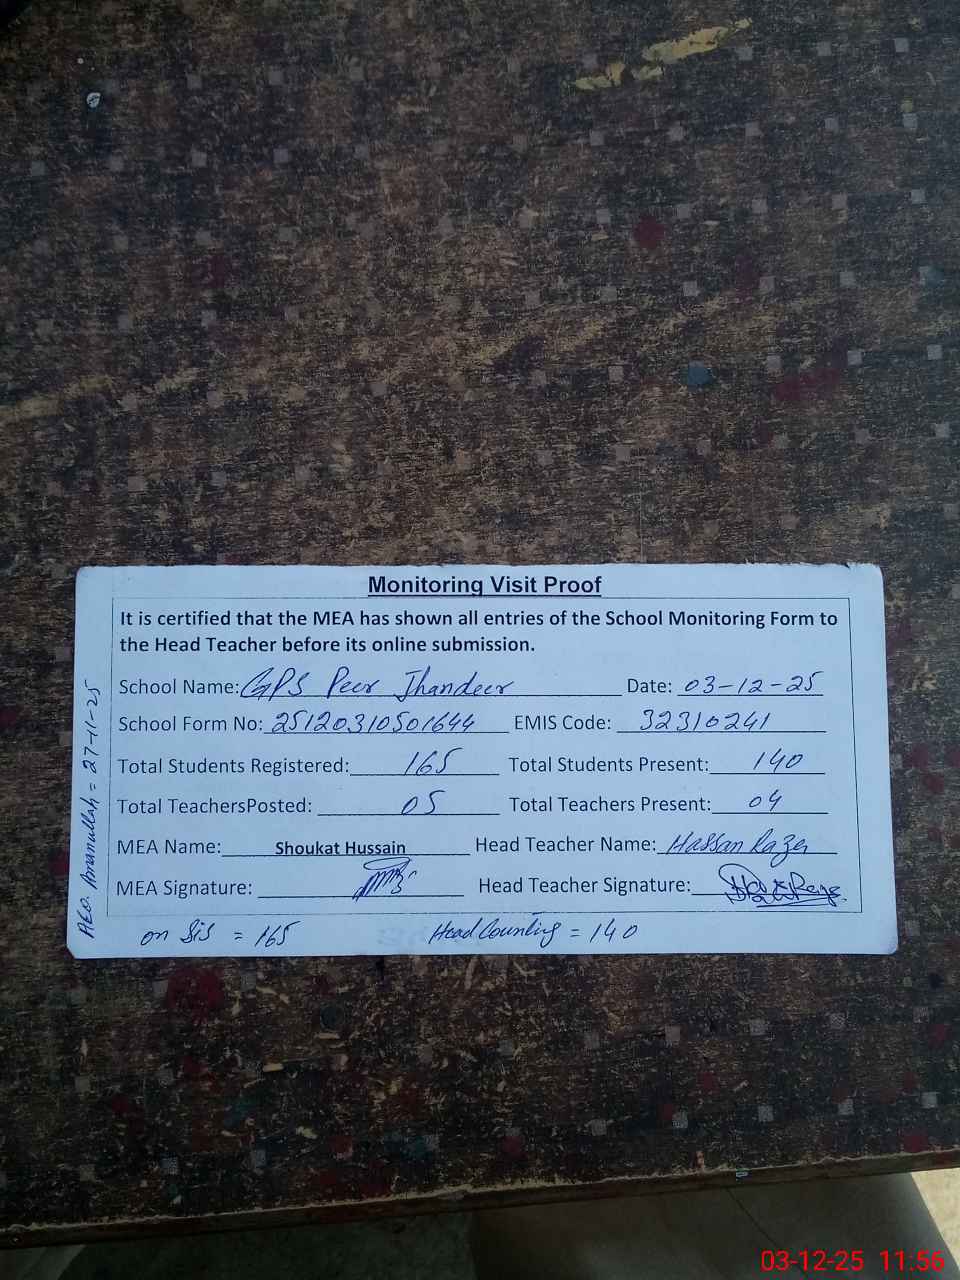 Monitoring Visit Proof
It is certified that the MEA has shown all entries of the School Monitoring Form to
the Head Teacher before its online submission.
School Name: GPS Peer Jhandeer Date: 03-12-25
School Form No: 25120310501644 EMIS Code: 32310241
Total Students Registered: 165 Total Students Present: 140
Total TeachersPosted: 05 Total Teachers Present: 04
MEA Name: Shoukat Hussain Head Teacher Name: Hassan Raza
MEA Signature: Head Teacher Signature:
on Sis = 165 Head Counting = 140
AEO. Amanullah = 27-11-25
03-12-25 11:56